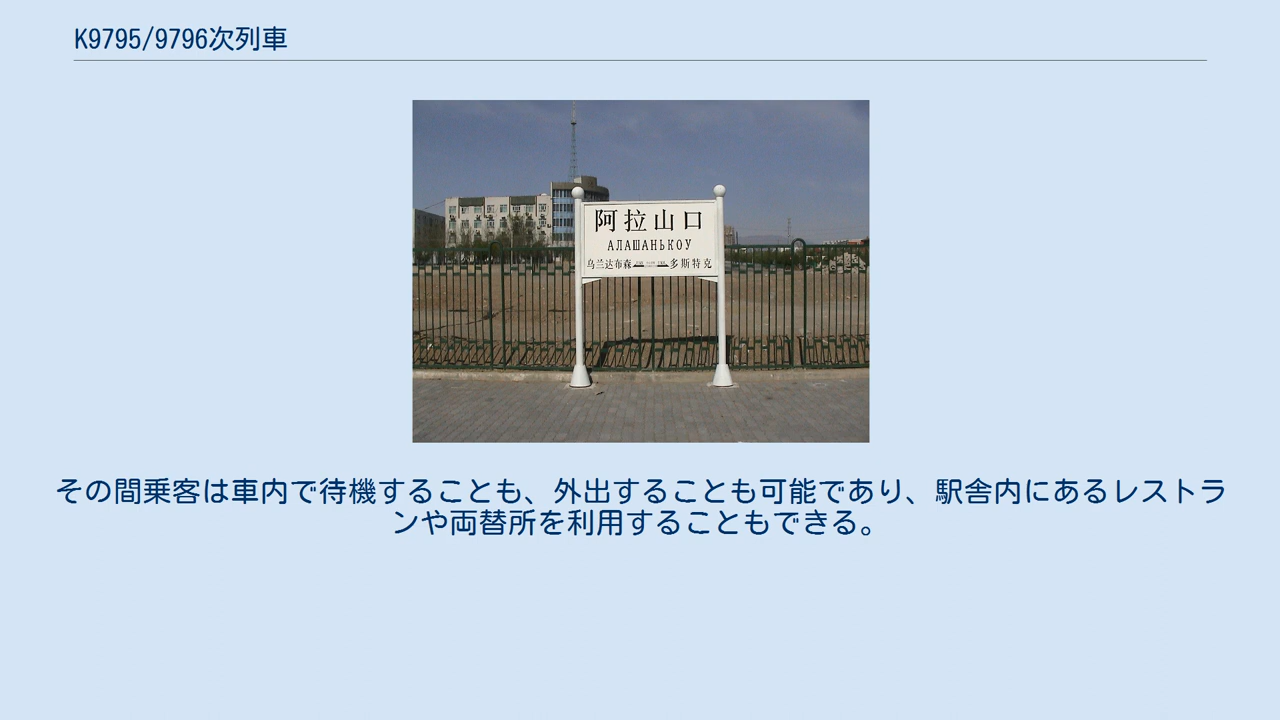 K9795/9796次列車
阿拉山口
АЛАШАНЬКОУ
乌兰达布森 多斯特克
その間乗客は車内で待機することも、外出することも可能であり、駅舎内にあるレストラ
ンや両替所を利用することもできる。